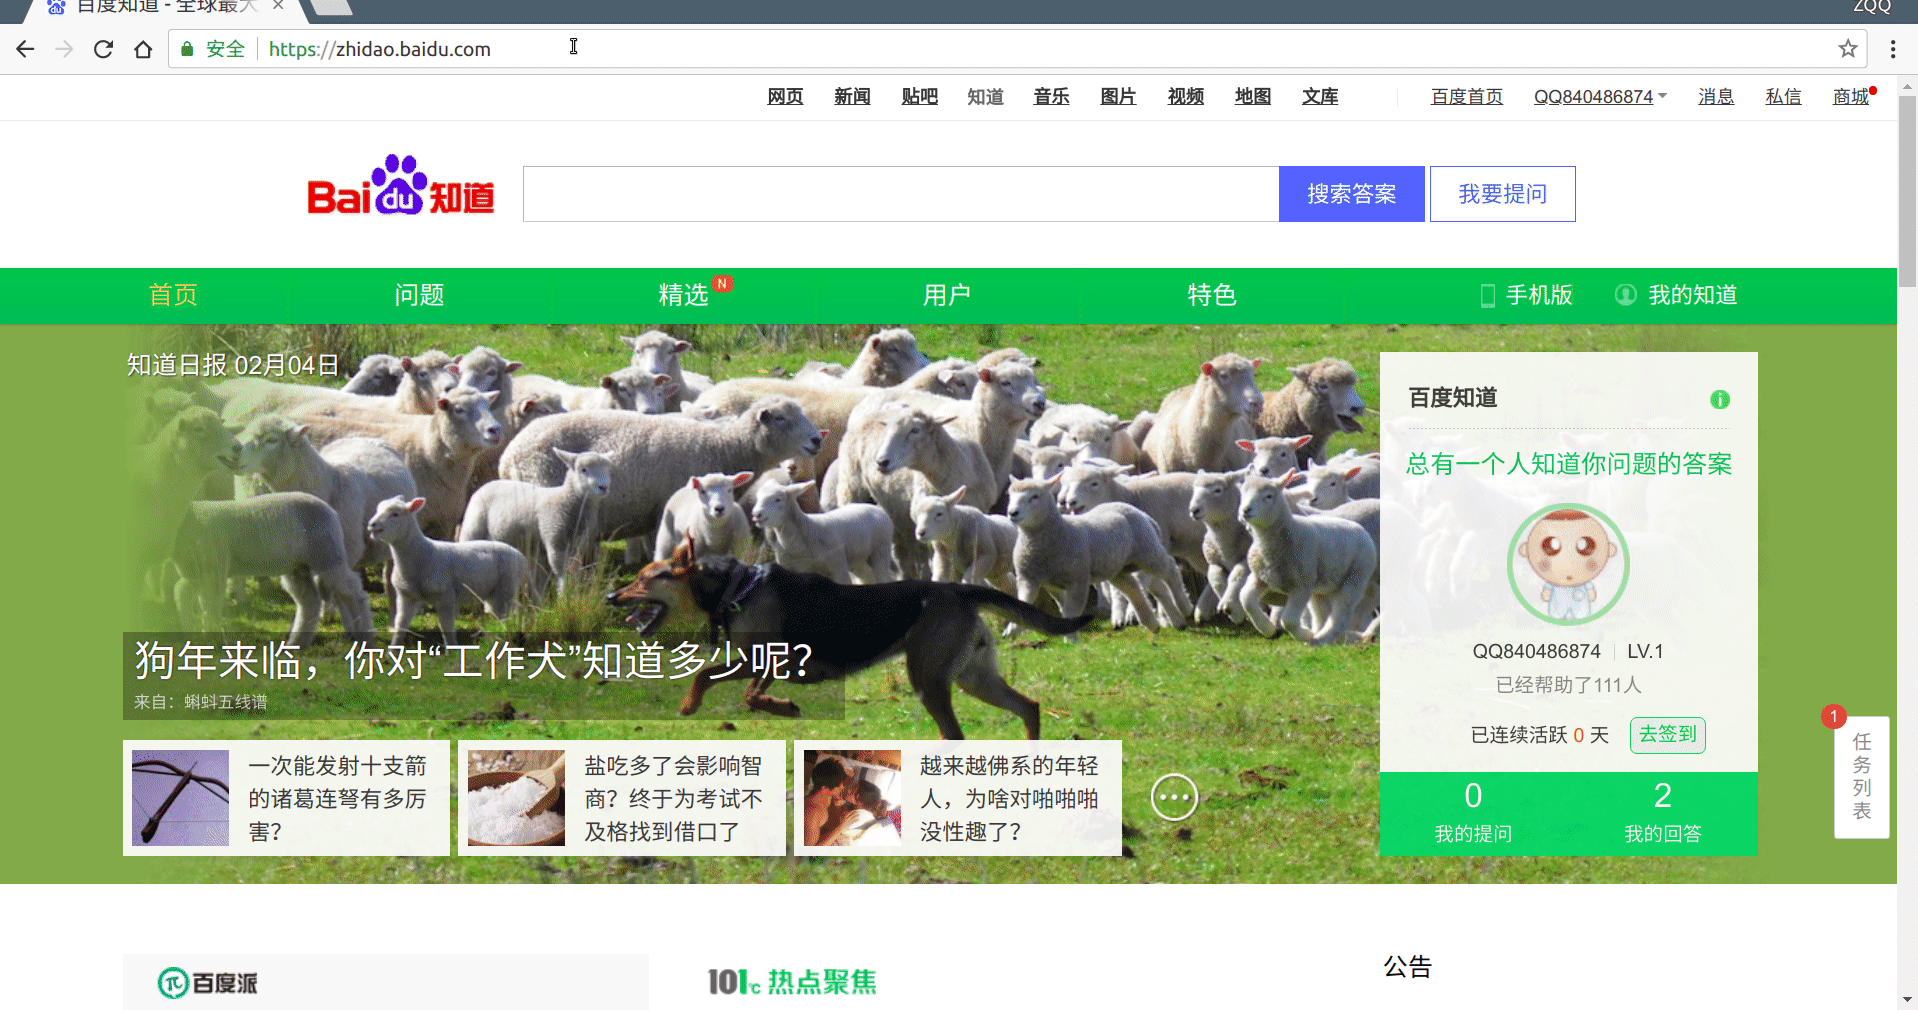 百度知道 - 全球最大
ZQQ
安全 https://zhidao.baidu.com
网页 新闻 贴吧 知道 音乐 图片 视频 地图 文库 百度首页 QQ840486874 消息 私信 商城
Bai du 知道
搜索答案 我要提问
首页 问题 精选 N 用户 特色 手机版 我的知道
知道日报 02月04日
狗年来临，你对“工作犬”知道多少呢？
来自：蝌蚪五线谱
一次能发射十支箭
的诸葛连弩有多厉
害？
盐吃多了会影响智
商？终于为考试不
及格找到借口了
越来越佛系的年轻
人，为啥对啪啪啪
没性趣了？
百度知道
总有一个人知道你问题的答案
QQ840486874 LV.1
已经帮助了111人
已连续活跃 0 天 去签到
0 2
我的提问 我的回答
1
任
务
列
表
百度派
101℃ 热点聚焦
公告